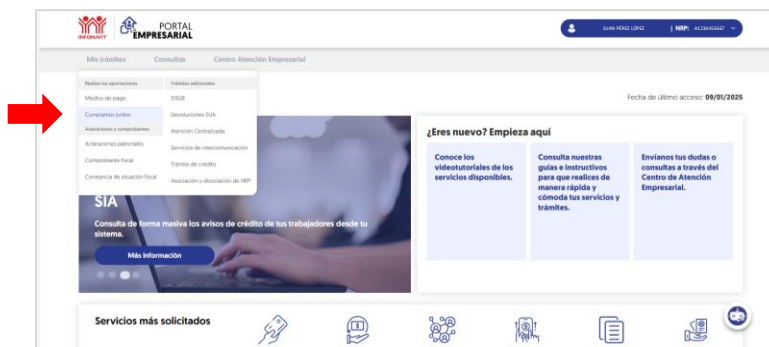 INFONAVIT
PORTAL
EMPRESARIAL
JUAN PÉREZ LÓPEZ | NRP: A1234455667
Mis trámites Consultas Centro Atención Empresarial
Realiza tus aportaciones
Medios de pago
Cumplamos juntos
Aclaraciones y comprobantes
Aclaraciones patronales
Comprobante fiscal
Constancia de situación fiscal
Trámites adicionales
SISUB
Devoluciones SUA
Atención Centralizada
Servicios de intercomunicación
Trámite de crédito
Asociación y disociación de NRP
Fecha de último acceso: 09/01/2025
SIA
Consulta de forma masiva los avisos de crédito de tus trabajadores desde tu
sistema.
Más información
¿Eres nuevo? Empieza aquí
Conoce los
videotutoriales de los
servicios disponibles.
Consulta nuestras
guías e instructivos
para que realices de
manera rápida y
cómoda tus servicios y
trámites.
Envíanos tus dudas o
consultas a través del
Centro de Atención
Empresarial.
Servicios más solicitados